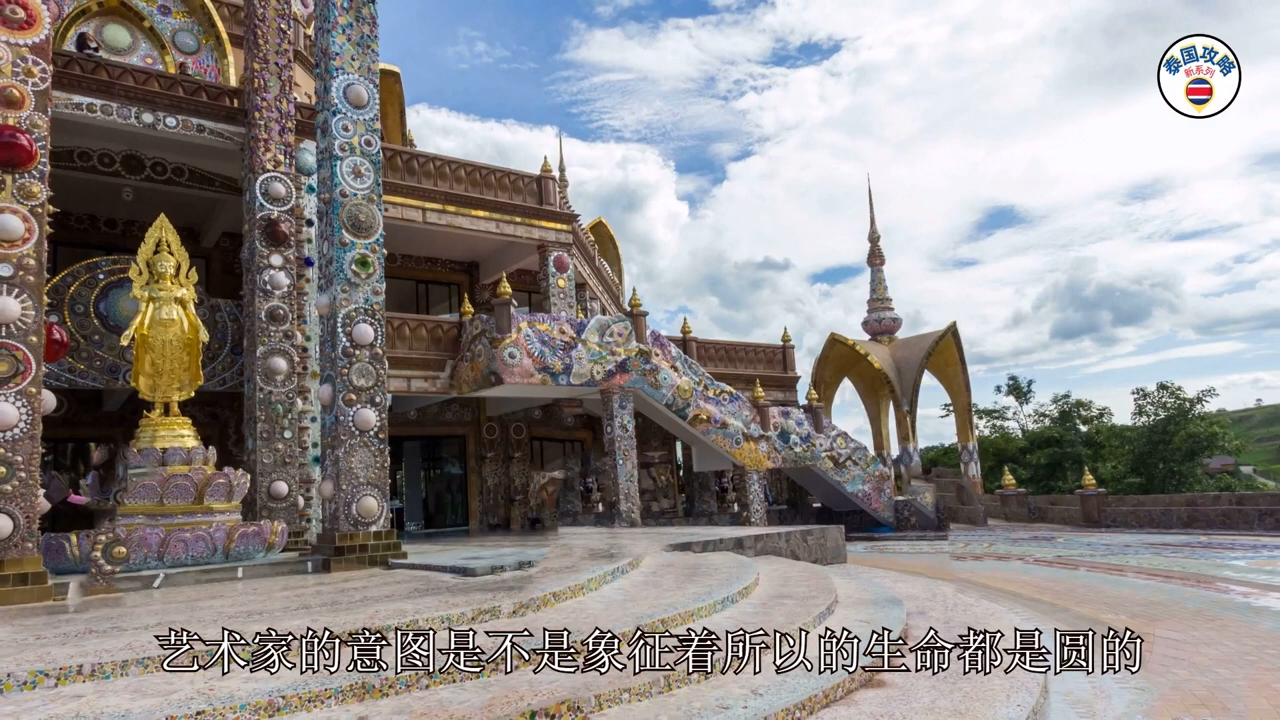 泰国攻略
新系列
艺术家的意图是不是象征着所以的生命都是圆的